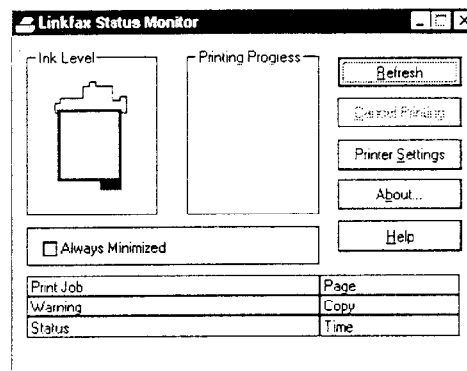 Linkfax Status Monitor
Ink Level
Printing Progress
Refresh
Cancel Printing
Printer Settings
About...
Help
Always Minimized
Print Job
Page
Warning
Copy
Status
Time